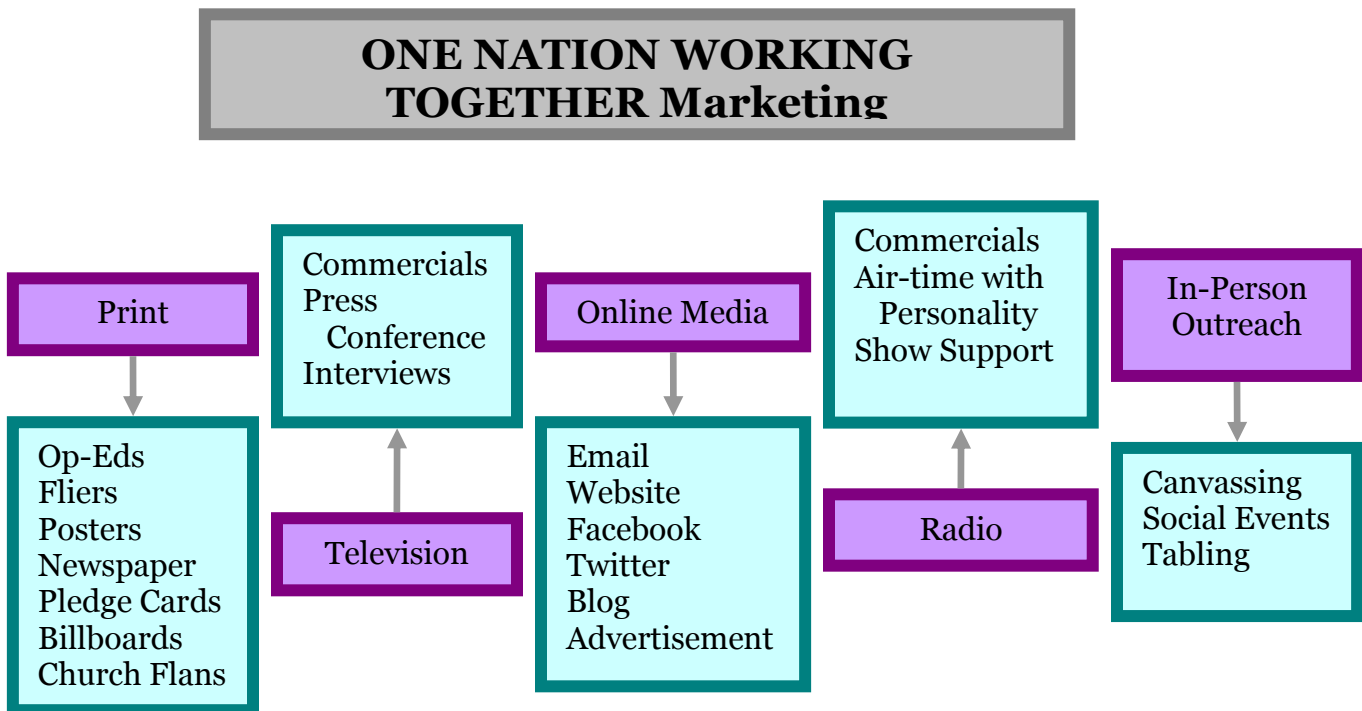 ONE NATION WORKING
TOGETHER Marketing
Print
Op-Eds
Fliers
Posters
Newspaper
Pledge Cards
Billboards
Church Flans
Commercials
Press
Conference
Interviews
Television
Online Media
Email
Website
Facebook
Twitter
Blog
Advertisement
Commercials
Air-time with
Personality
Show Support
Radio
In-Person
Outreach
Canvassing
Social Events
Tabling